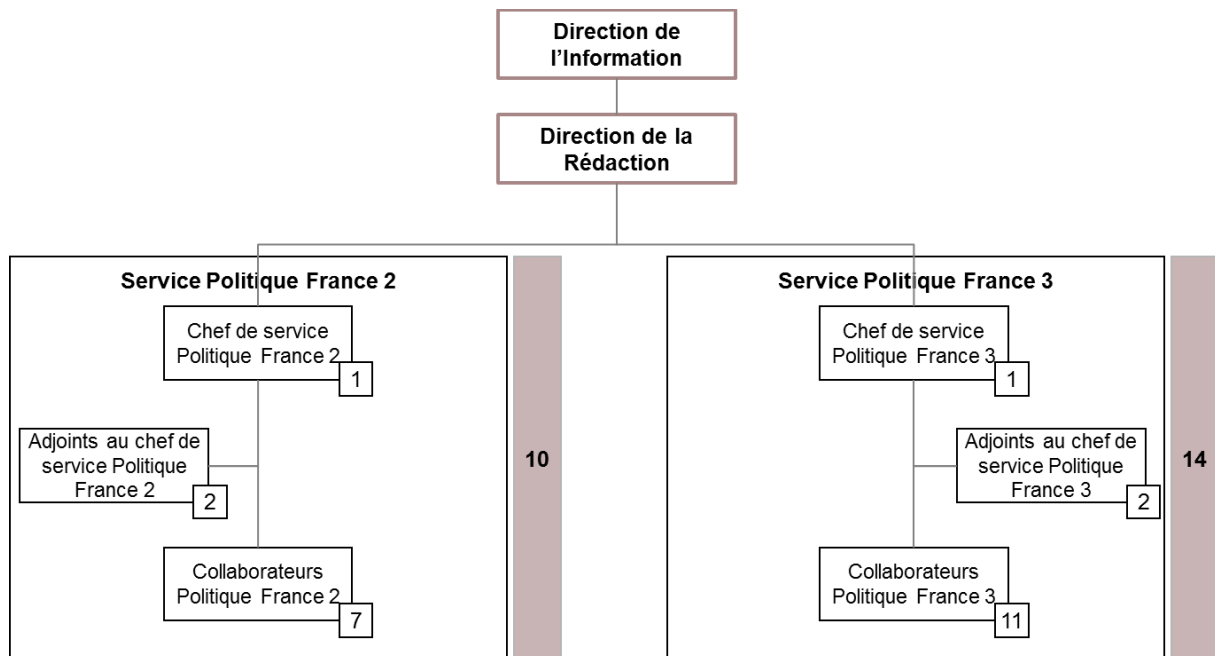 Direction de
l'Information
Direction de la
Rédaction
Service Politique France 2
Chef de service
Politique France 2
1
Adjoints au chef de
service Politique
France 2
2
Collaborateurs
Politique France 2
7
10
Service Politique France 3
Chef de service
Politique France 3
1
Adjoints au chef de
service Politique
France 3
2
Collaborateurs
Politique France 3
11
14